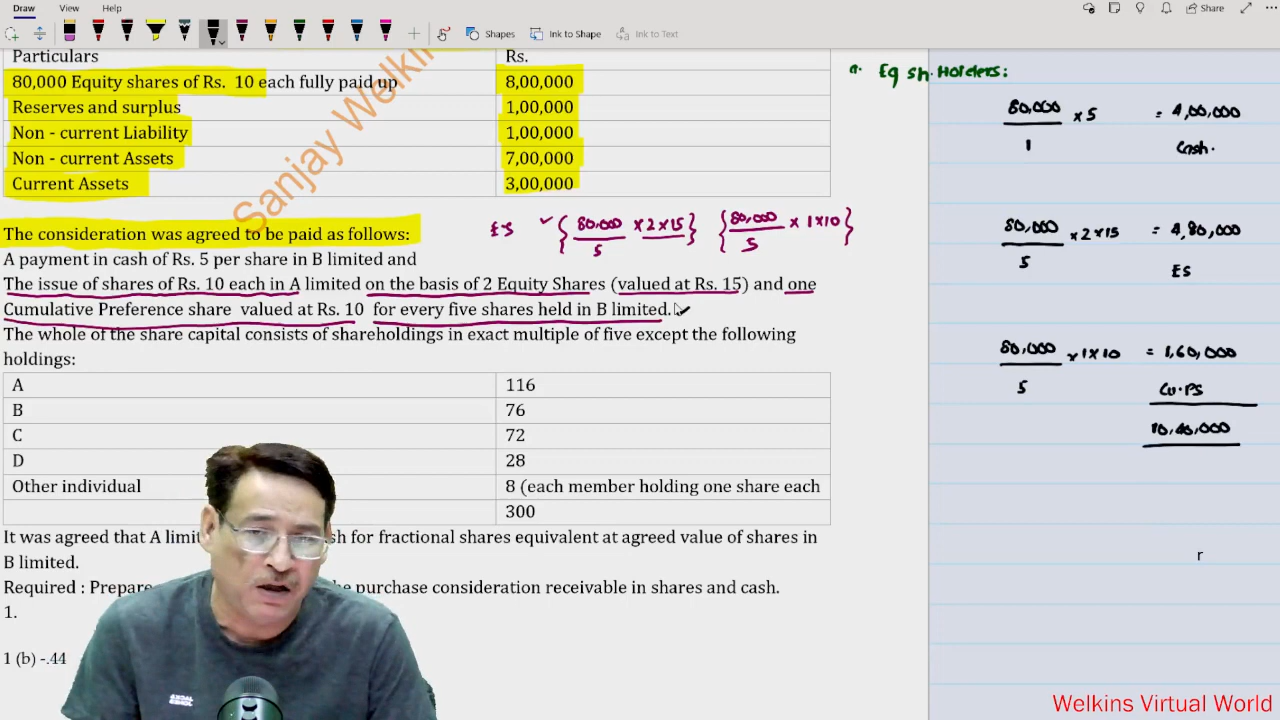 Draw View Help
Shapes Ink to Shape Ink to Text Share
Particulars Rs.
80,000 Equity shares of Rs. 10 each fully paid up 8,00,000
Reserves and surplus 1,00,000
Non - current Liability 1,00,000
Non - current Assets 7,00,000
Current Assets 3,00,000
Sanjay Welkins
ES { 80,000 / 5 × 2 × 15 } { 80,000 / 5 × 1 × 10 }
The consideration was agreed to be paid as follows:
A payment in cash of Rs. 5 per share in B limited and
The issue of shares of Rs. 10 each in A limited on the basis of 2 Equity Shares (valued at Rs. 15) and one
Cumulative Preference share valued at Rs. 10 for every five shares held in B limited.
The whole of the share capital consists of shareholdings in exact multiple of five except the following
holdings:
A 116
B 76
C 72
D 28
Other individual 8 (each member holding one share each
300
It was agreed that A limi sh for fractional shares equivalent at agreed value of shares in
B limited.
Required : Prepare he purchase consideration receivable in shares and cash.
1.
1 (b) -.44
Eq sh. Holders:
80,000 / 1 × 5 = 4,00,000
Cash.
80,000 / 5 × 2 × 15 = 4,80,000
ES
80,000 / 5 × 1 × 10 = 1,60,000
Cu.PS
10,40,000
r
Welkins Virtual World